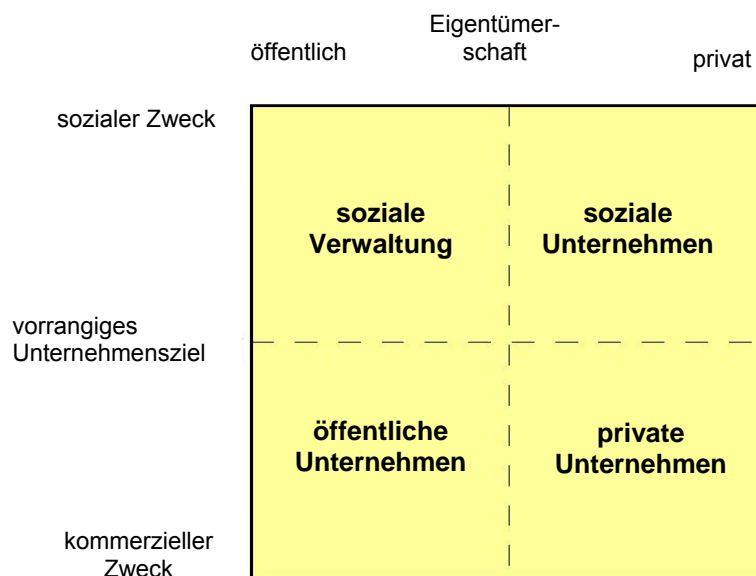 Eigentümer-
schaft
öffentlich
privat
sozialer Zweck
soziale
Verwaltung
soziale
Unternehmen
vorrangiges
Unternehmensziel
öffentliche
Unternehmen
private
Unternehmen
kommerzieller
Zweck